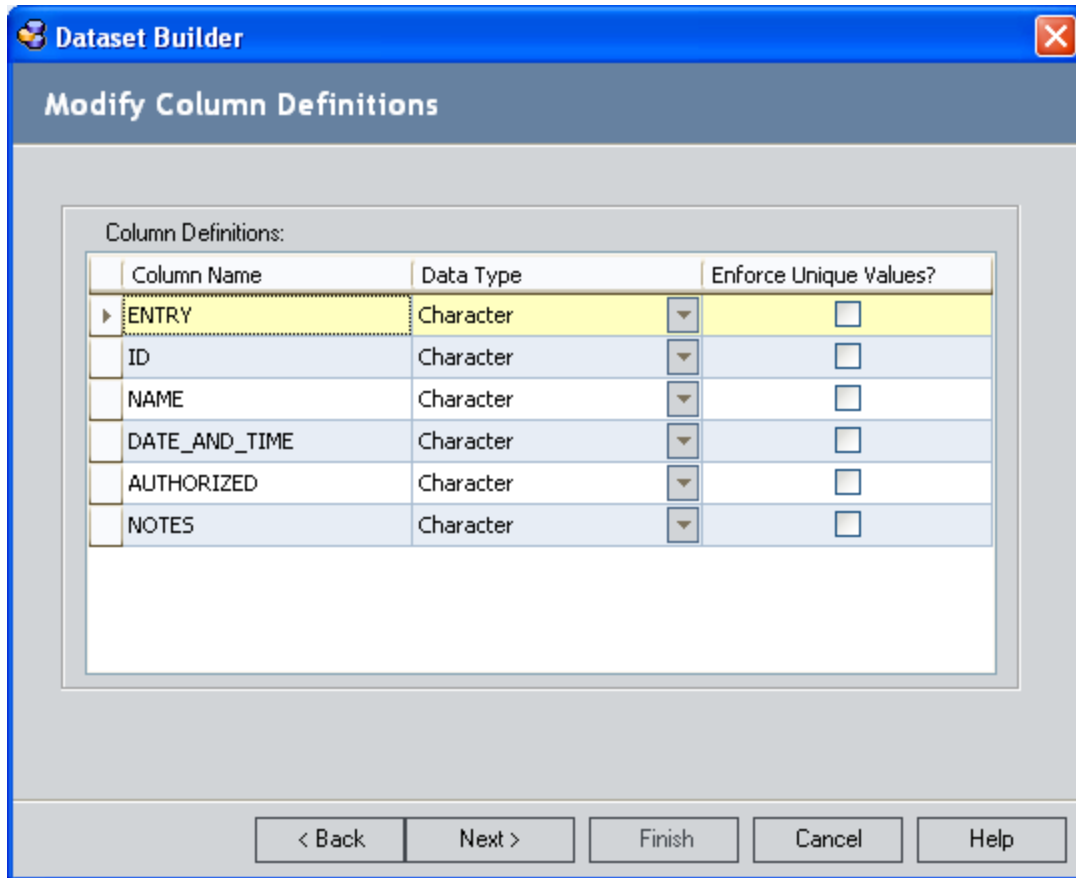 Dataset Builder
Modify Column Definitions
Column Definitions:
Column Name Data Type Enforce Unique Values?
ENTRY Character
ID Character
NAME Character
DATE_AND_TIME Character
AUTHORIZED Character
NOTES Character
< Back Next > Finish Cancel Help